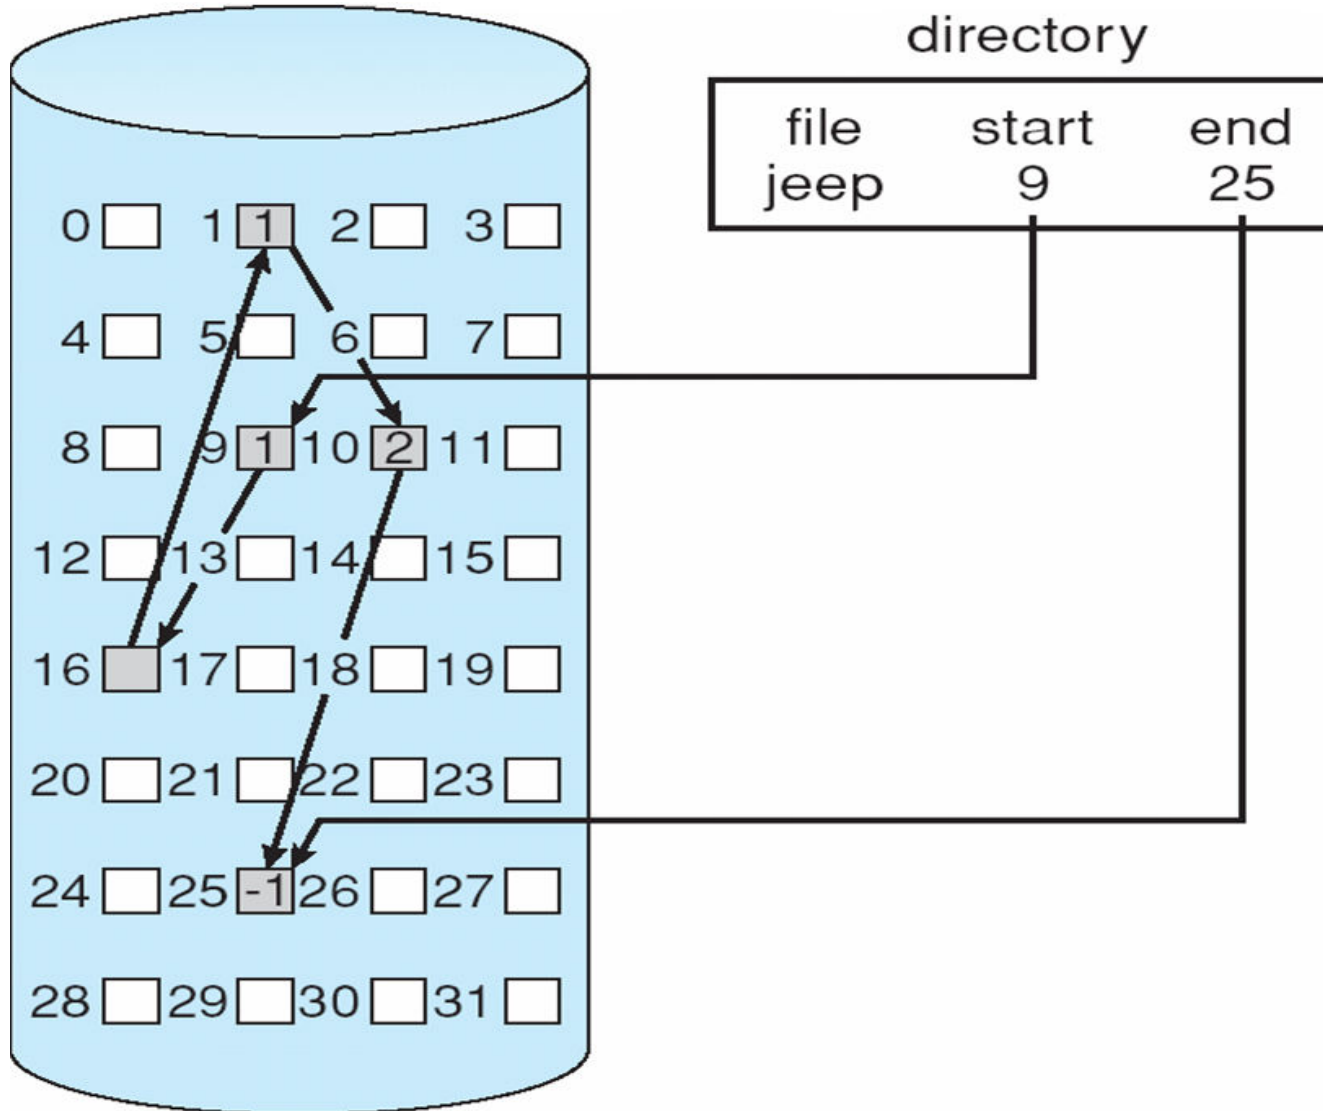 directory
file start end
jeep 9 25
0 1 1 2 3
4 5 6 7
8 9 1 10 2 11
12 13 14 15
16 17 18 19
20 21 22 23
24 25 -1 26 27
28 29 30 31